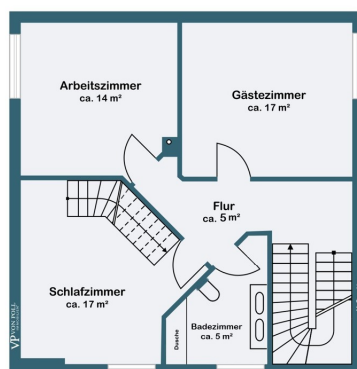 Arbeitszimmer
ca. 14 m²
Gästezimmer
ca. 17 m²
Flur
ca. 5 m²
Schlafzimmer
ca. 17 m²
Badezimmer
ca. 5 m²
Dusche
VP VON POLL